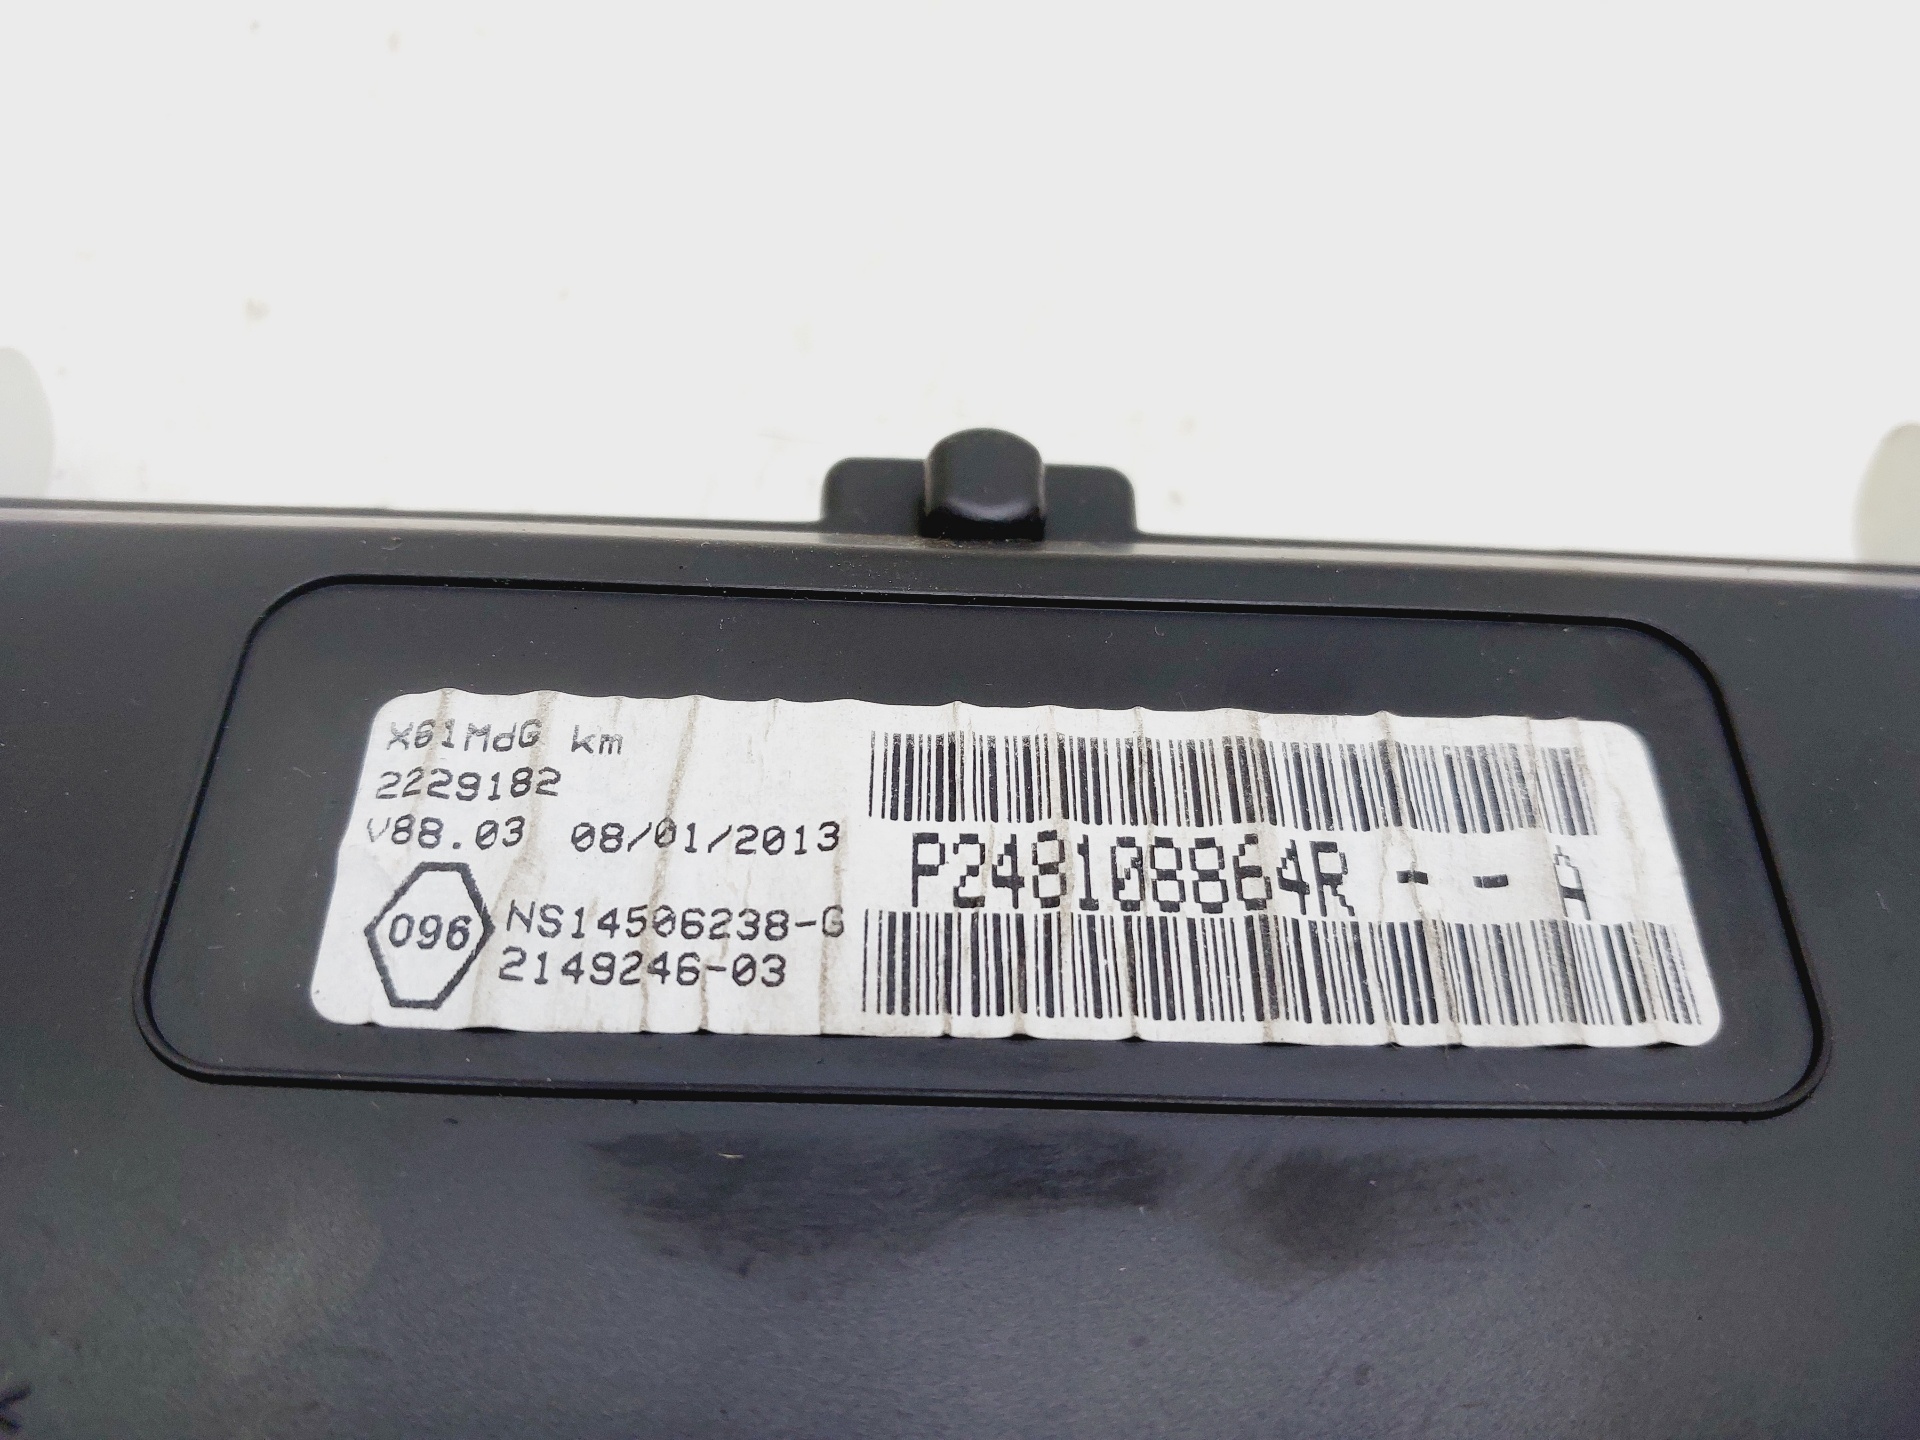 X61MdG km
2229182
V88.03 08/01/2013
096
NS14506238-G
2149246-03
P248108864R - - A